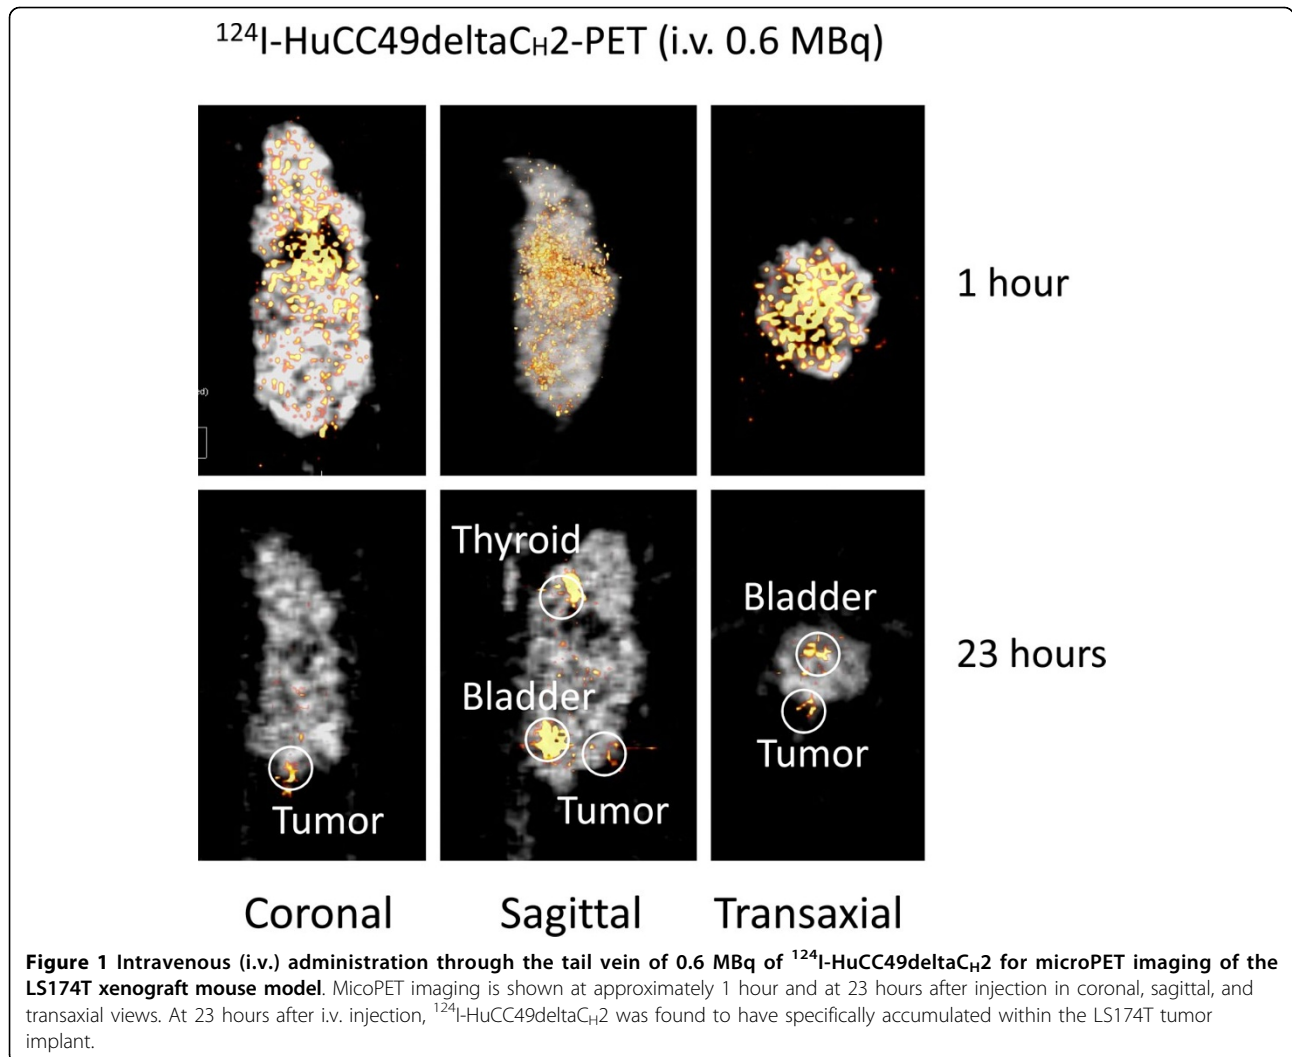 ¹²⁴I-HuCC49deltaCH2-PET (i.v. 0.6 MBq)
ed)
1 hour
Thyroid
Bladder
Tumor
Tumor
Bladder
Tumor
23 hours
Coronal Sagittal Transaxial
Figure 1 Intravenous (i.v.) administration through the tail vein of 0.6 MBq of ¹²⁴I-HuCC49deltaCH2 for microPET imaging of the
LS174T xenograft mouse model. MicoPET imaging is shown at approximately 1 hour and at 23 hours after injection in coronal, sagittal, and
transaxial views. At 23 hours after i.v. injection, ¹²⁴I-HuCC49deltaCH2 was found to have specifically accumulated within the LS174T tumor
implant.